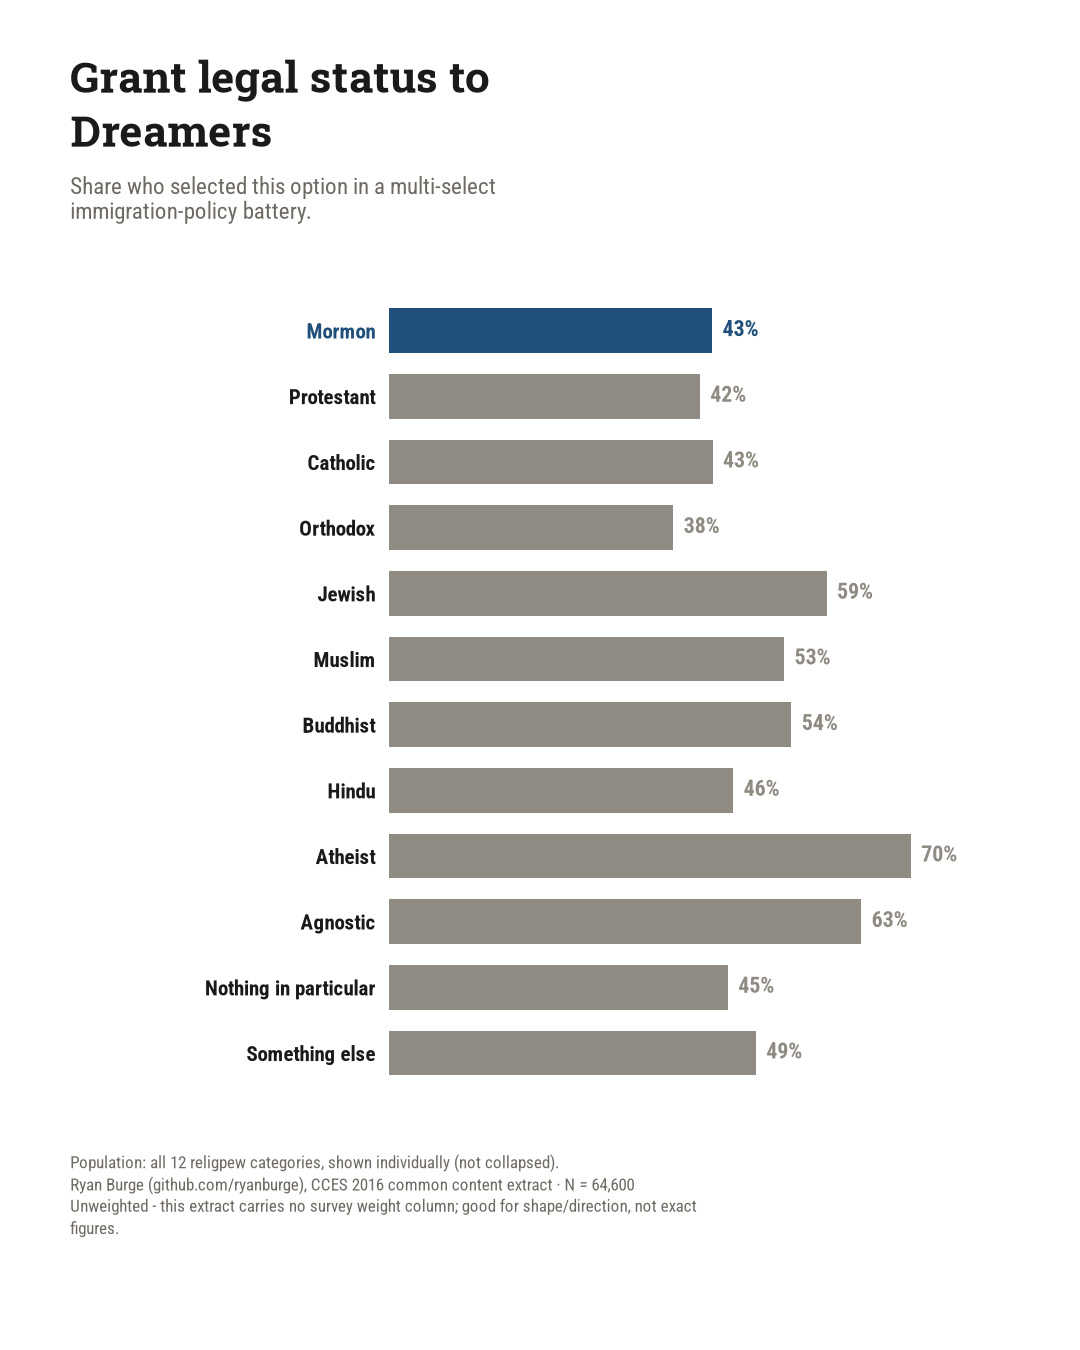 Grant legal status to
Dreamers
Share who selected this option in a multi-select
immigration-policy battery.
Mormon 43%
Protestant 42%
Catholic 43%
Orthodox 38%
Jewish 59%
Muslim 53%
Buddhist 54%
Hindu 46%
Atheist 70%
Agnostic 63%
Nothing in particular 45%
Something else 49%
Population: all 12 religpew categories, shown individually (not collapsed).
Ryan Burge (github.com/ryanburge), CCES 2016 common content extract · N = 64,600
Unweighted - this extract carries no survey weight column; good for shape/direction, not exact
figures.